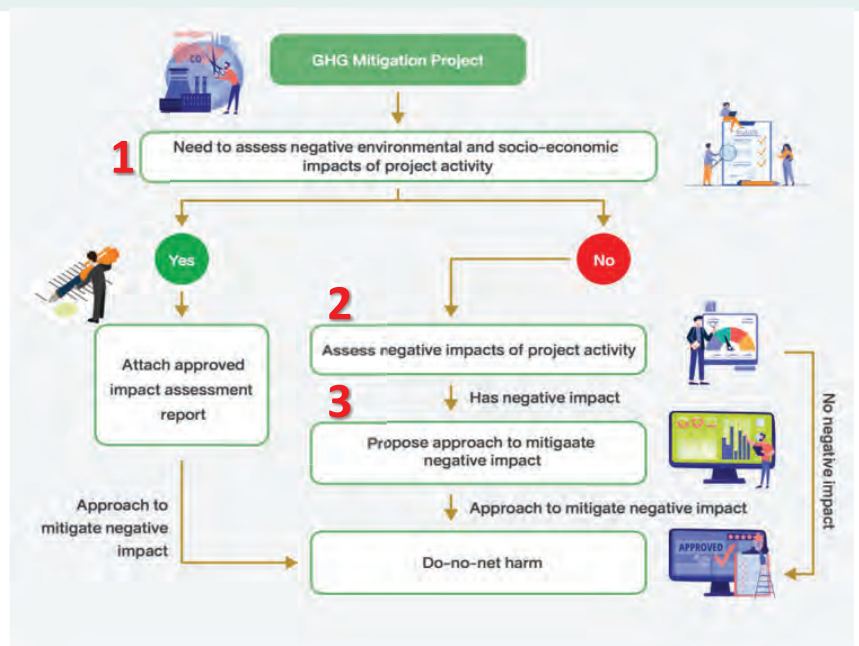 GHG Mitigation Project
CO
1
Need to assess negative environmental and socio-economic
impacts of project activity
Yes
No
2
Attach approved
impact assessment
report
Assess negative impacts of project activity
Has negative impact
3
Propose approach to mitigaate
negative impact
No negative impact
Approach to
mitigate negative
impact
Approach to mitigate negative impact
Do-no-net harm
APPROVED